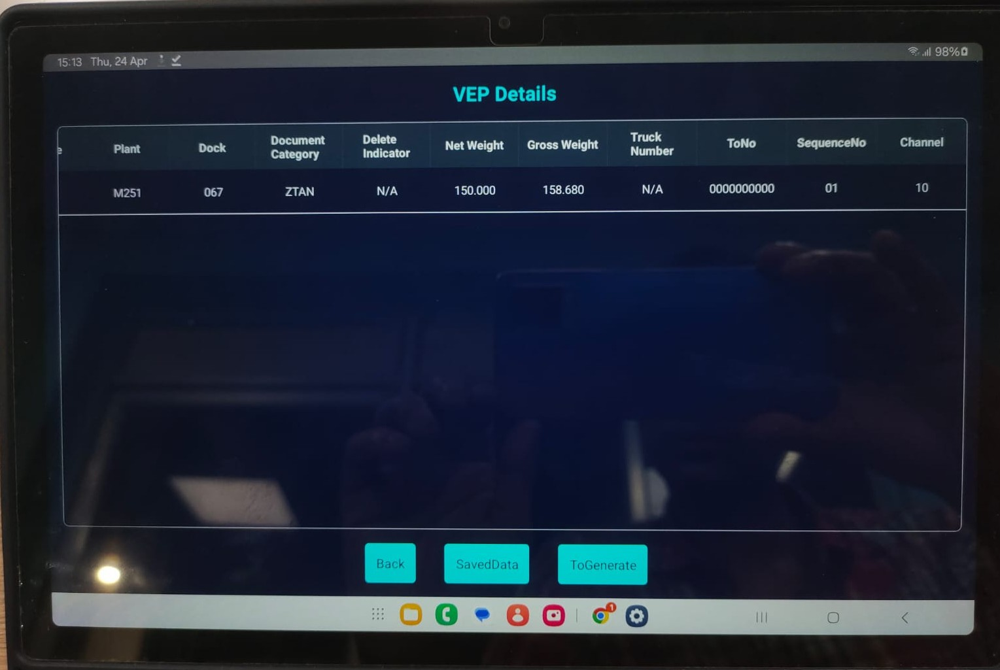 15:13 Thu, 24 Apr
98%
VEP Details
e Plant Dock Document Category Delete Indicator Net Weight Gross Weight Truck Number ToNo SequenceNo Channel
M251 067 ZTAN N/A 150.000 158.680 N/A 0000000000 01 10
Back SavedData ToGenerate
1